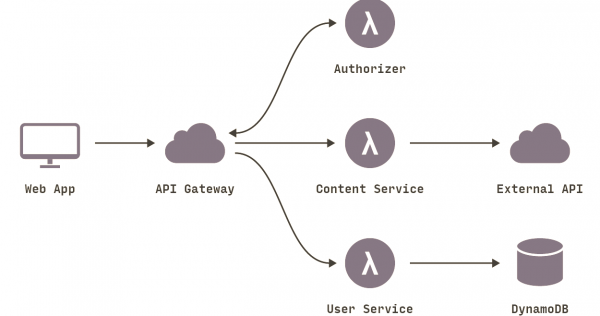 λ
Authorizer
λ
Web App
API Gateway
Content Service
External API
λ
User Service
DynamoDB